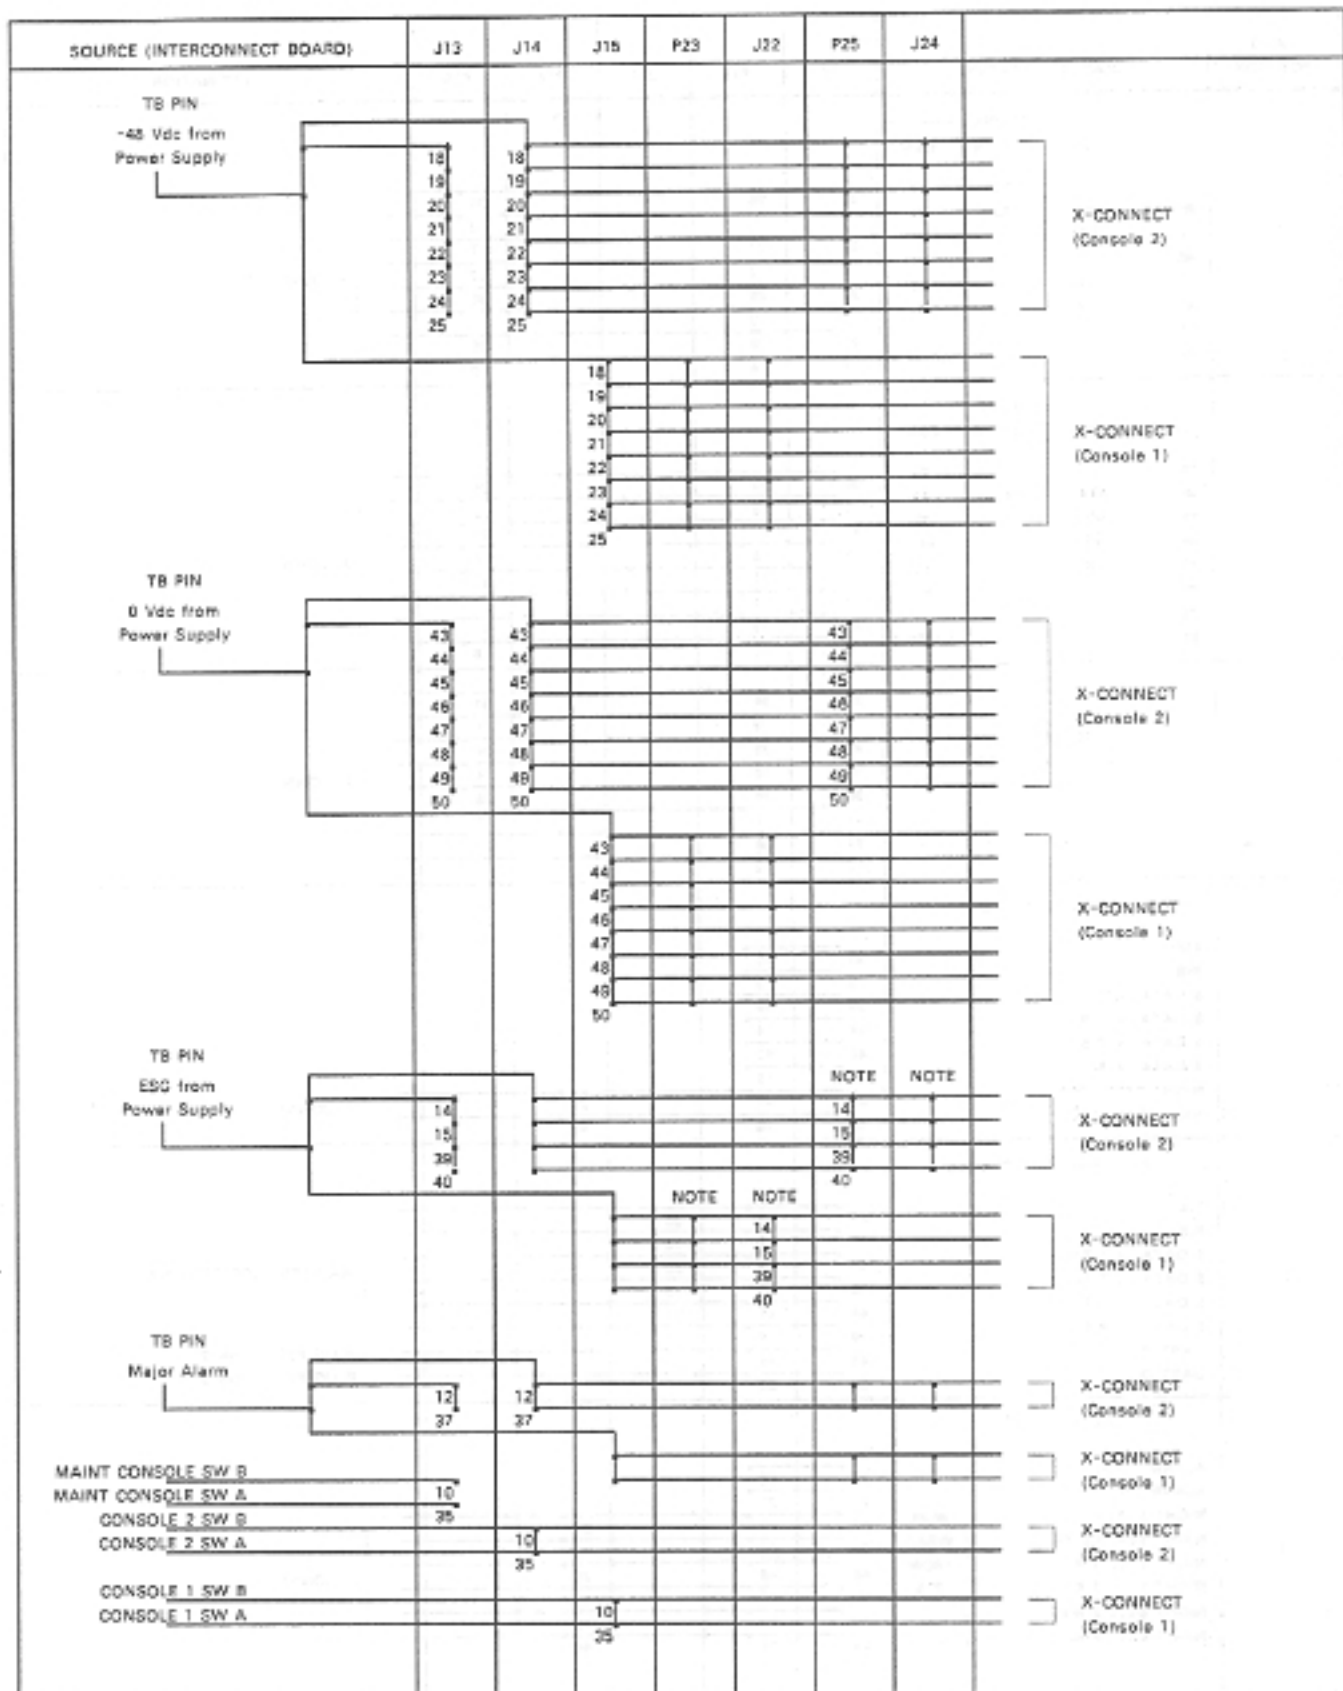 SOURCE (INTERCONNECT BOARD) J13 J14 J15 P23 J22 P25 J24
TB PIN
-48 Vdc from
Power Supply
18 18
19 19
20 20
21 21
22 22
23 23
24 24
25 25
X-CONNECT
(Console 2)
18
19
20
21
22
23
24
25
X-CONNECT
(Console 1)
TB PIN
0 Vdc from
Power Supply
43 43 43
44 44 44
45 45 45
46 46 46
47 47 47
48 48 48
49 49 49
50 50 50
X-CONNECT
(Console 2)
43
44
45
46
47
48
49
50
X-CONNECT
(Console 1)
TB PIN
ESG from
Power Supply
NOTE NOTE
14 14
15 15
39 39
40 40
X-CONNECT
(Console 2)
NOTE NOTE
14
15
39
40
X-CONNECT
(Console 1)
TB PIN
Major Alarm
12 12
37 37
X-CONNECT
(Console 2)
X-CONNECT
(Console 1)
MAINT CONSOLE SW B
MAINT CONSOLE SW A 10
35
CONSOLE 2 SW B
CONSOLE 2 SW A 10
35
X-CONNECT
(Console 2)
CONSOLE 1 SW B
CONSOLE 1 SW A 10
35
X-CONNECT
(Console 1)